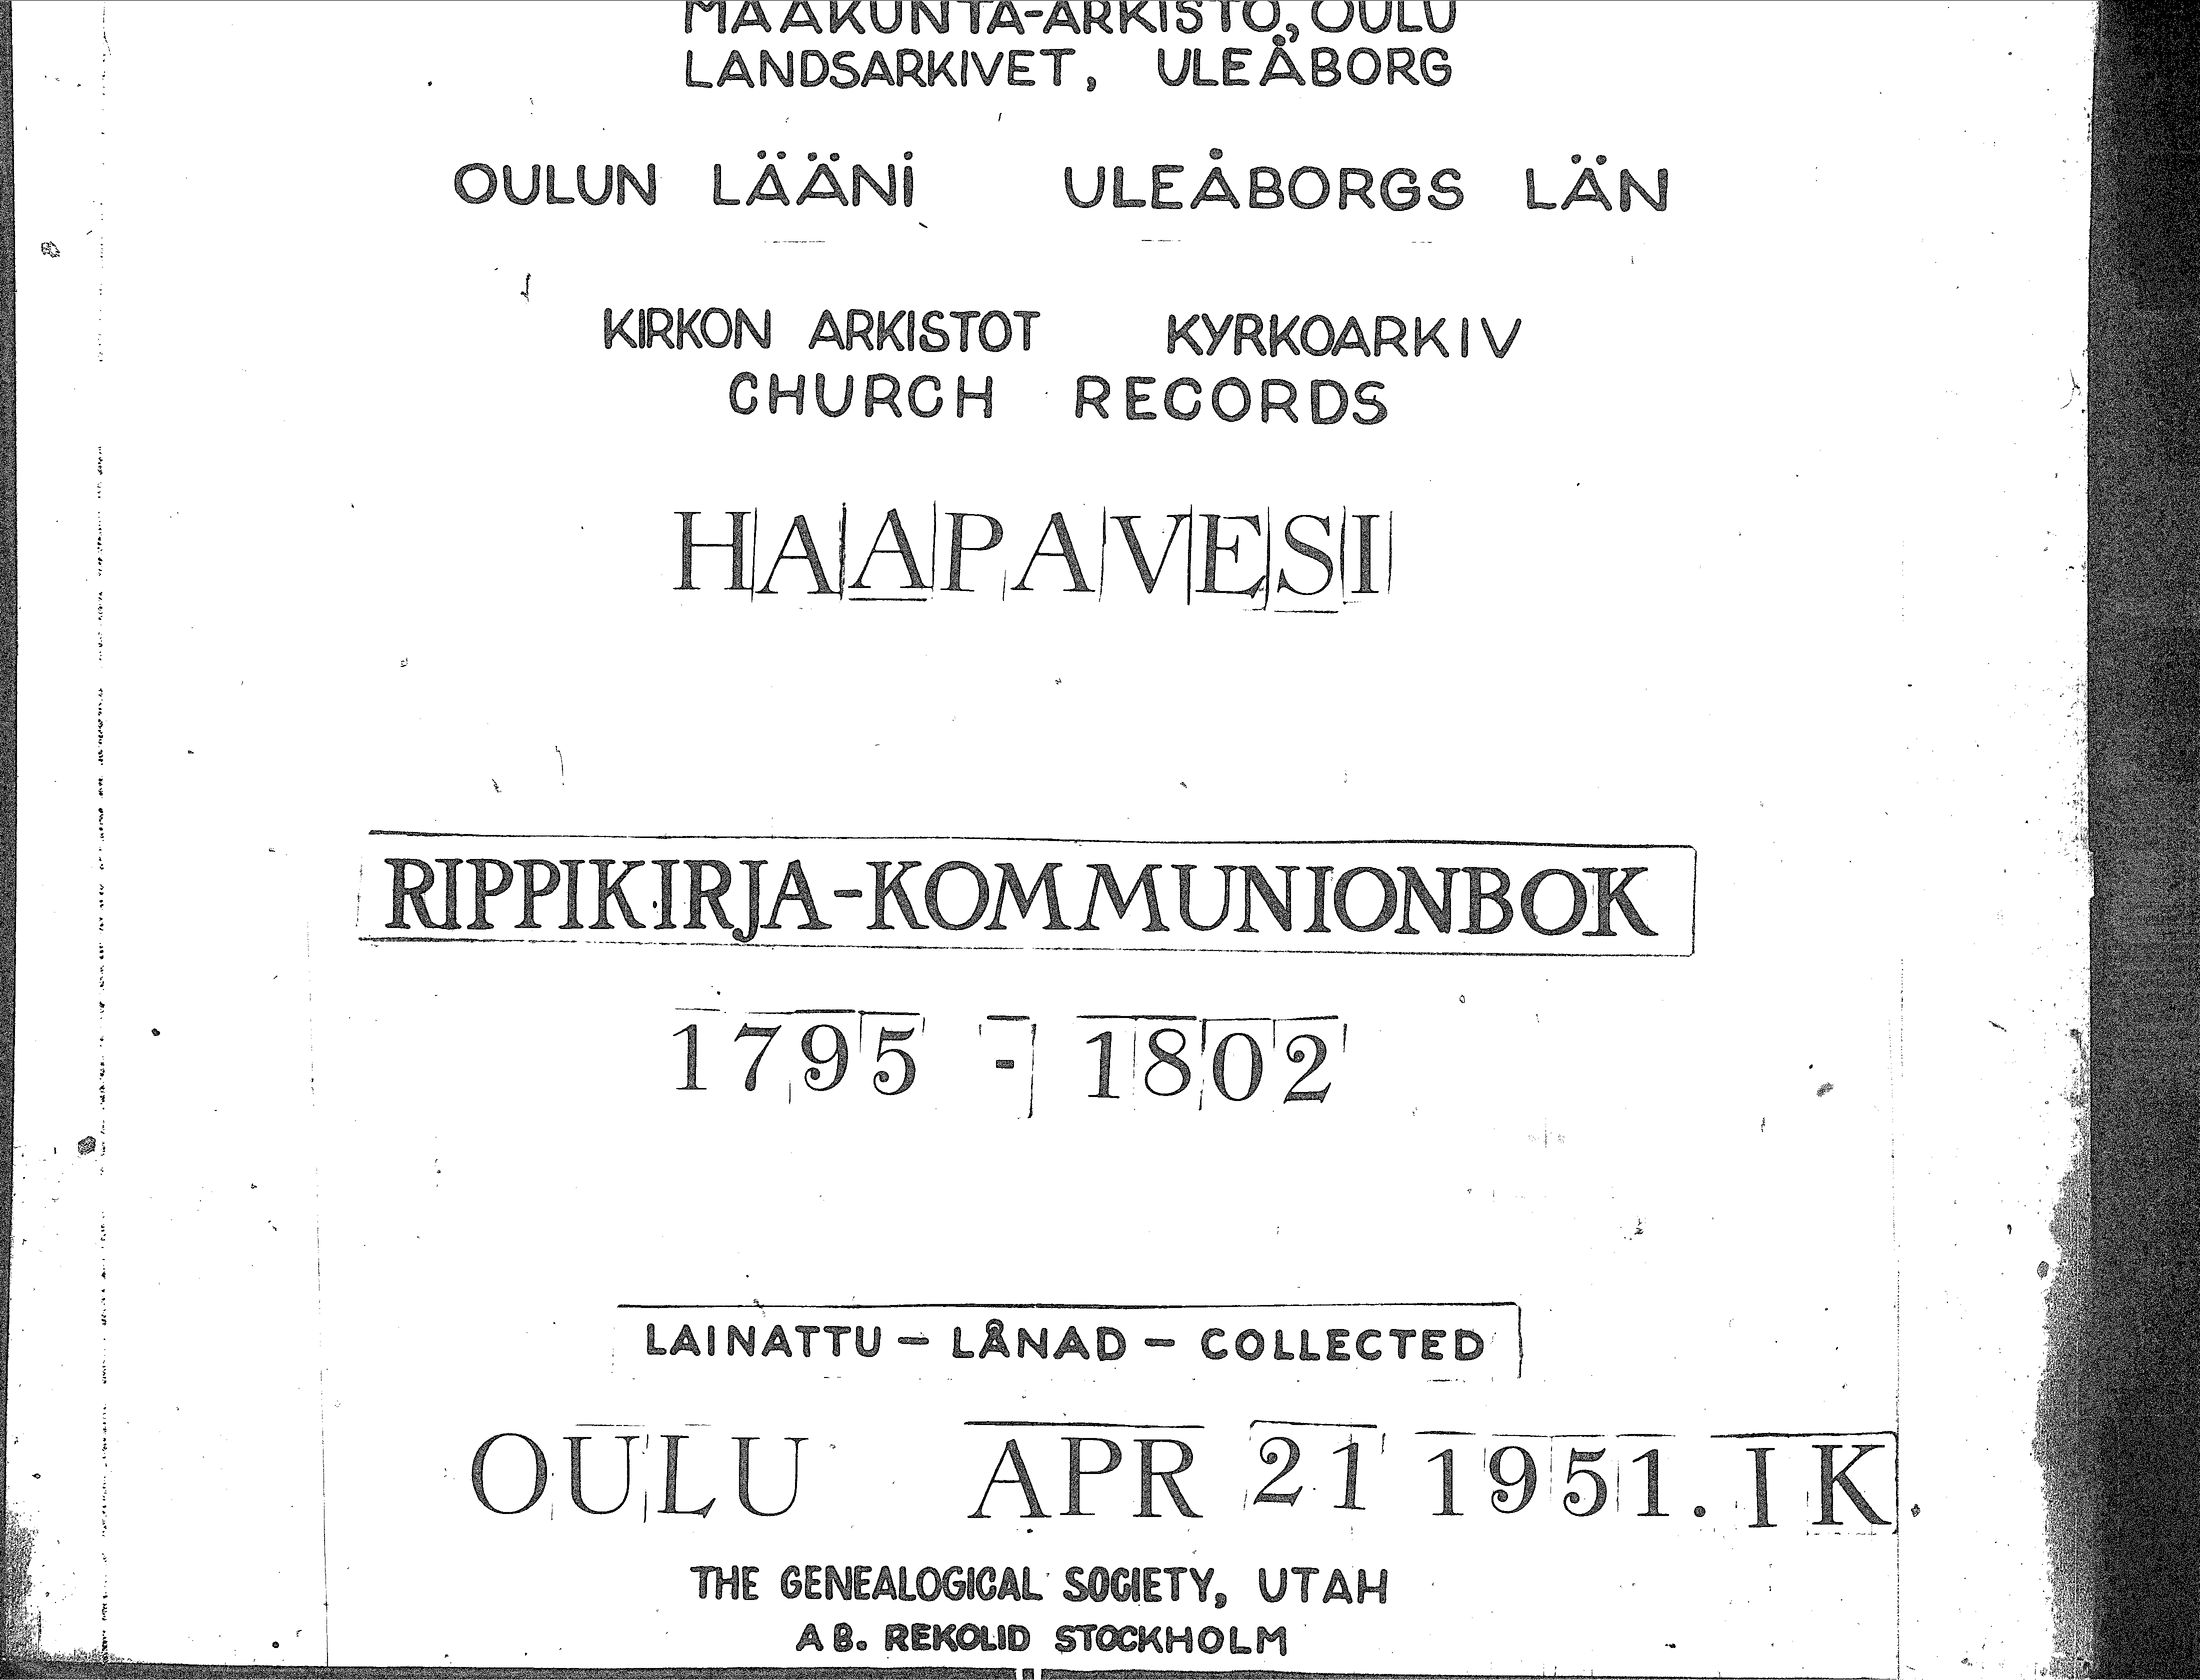 MAAKUNTA-ARKISTO, OULU
LANDSARKIVET, ULEÅBORG
OULUN LÄÄNI ULEÅBORGS LÄN
KIRKON ARKISTOT KYRKOARKIV
CHURCH RECORDS
HAAPAVESI
RIPPIKIRJA-KOMMUNIONBOK
1795 - 1802
LAINATTU - LÅNAD - COLLECTED
OULU APR 21 1951. IK.
THE GENEALOGICAL SOCIETY, UTAH
AB. REKOLID STOCKHOLM